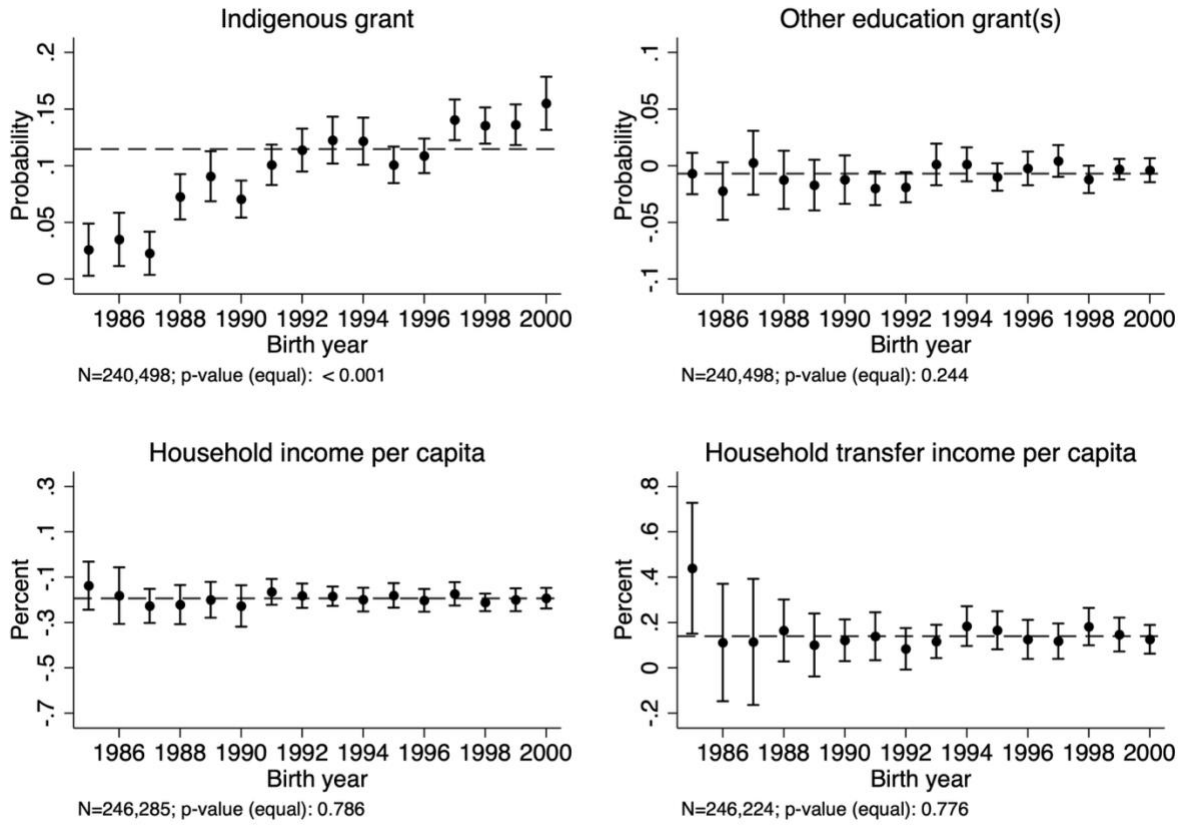 Indigenous grant
Probability
.2
.15
.1
.05
0
1986 1988 1990 1992 1994 1996 1998 2000
Birth year
N=240,498; p-value (equal): < 0.001
Other education grant(s)
Probability
.1
.05
0
-.05
-.1
1986 1988 1990 1992 1994 1996 1998 2000
Birth year
N=240,498; p-value (equal): 0.244
Household income per capita
Percent
.3
.1
-.1
-.3
-.5
-.7
1986 1988 1990 1992 1994 1996 1998 2000
Birth year
N=246,285; p-value (equal): 0.786
Household transfer income per capita
Percent
.8
.6
.4
.2
0
-.2
1986 1988 1990 1992 1994 1996 1998 2000
Birth year
N=246,224; p-value (equal): 0.776